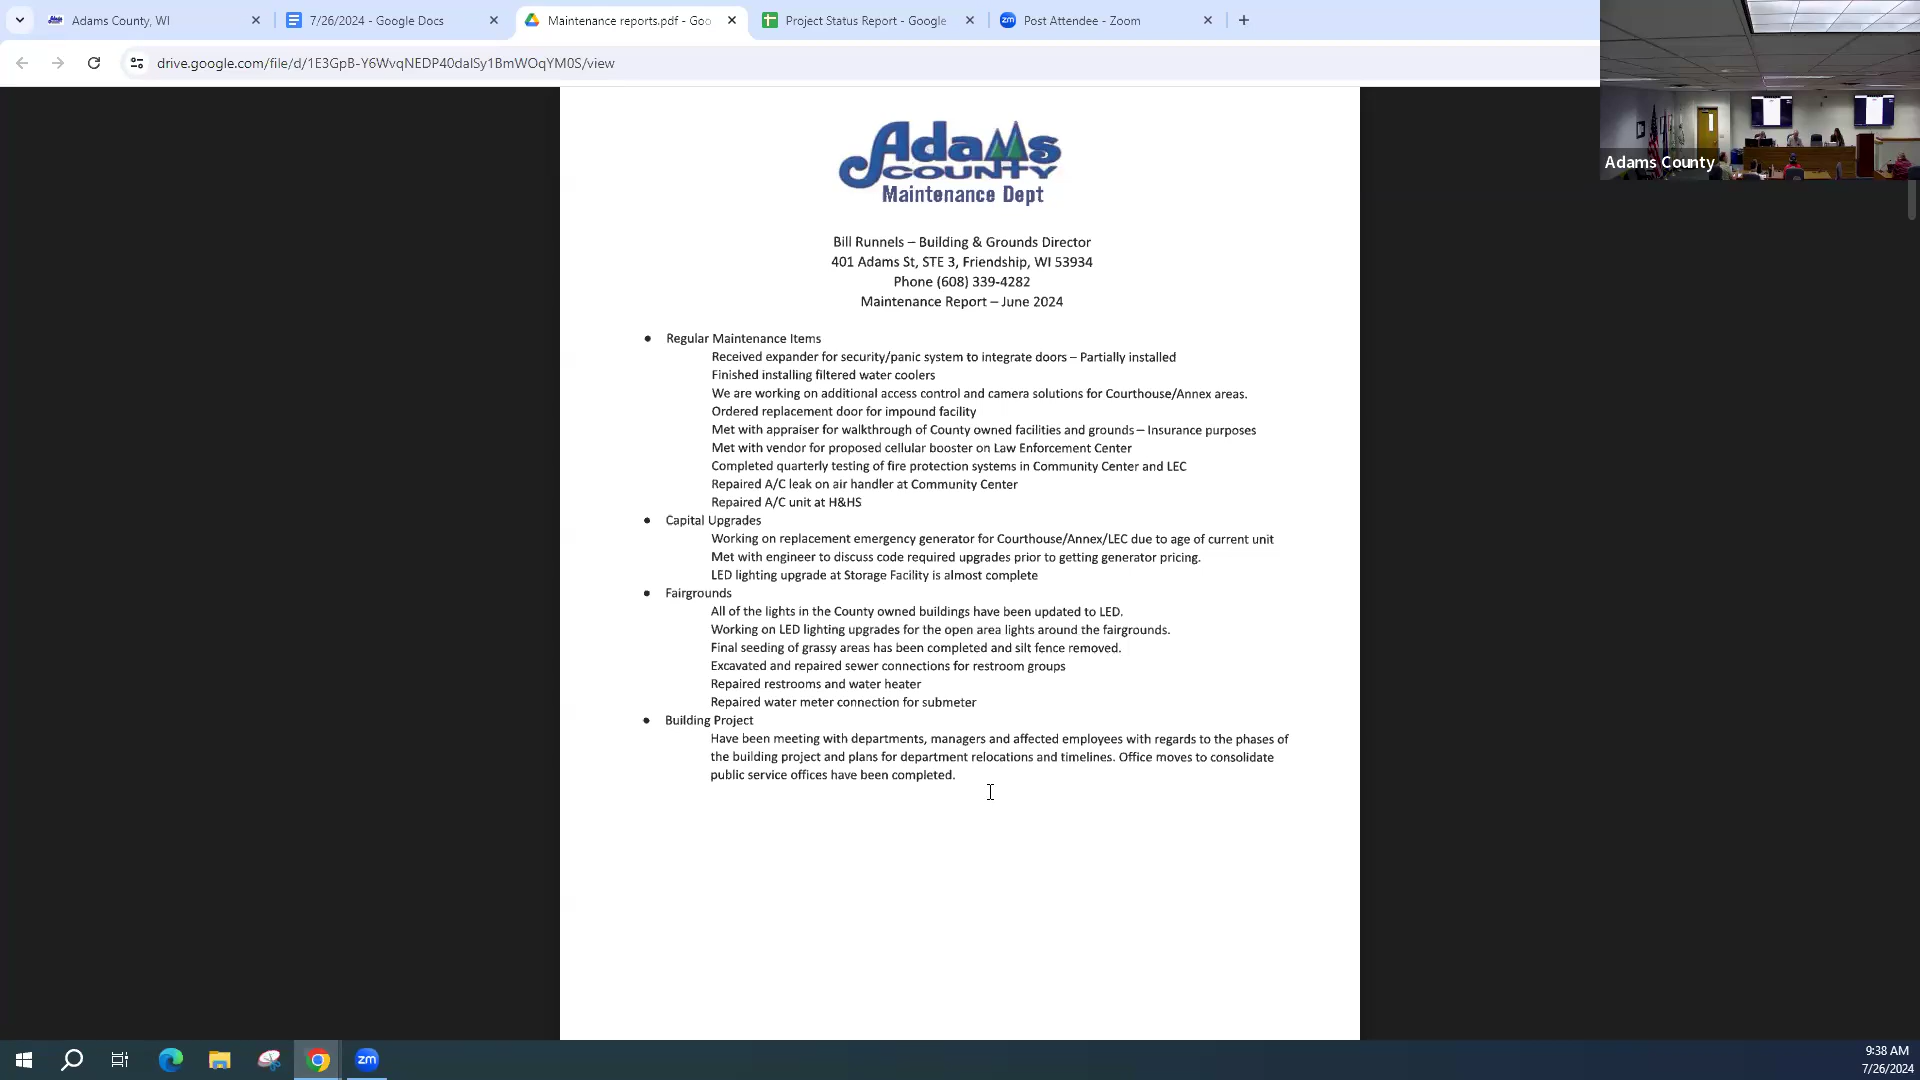 Adams County, WI
7/26/2024 - Google Docs
Maintenance reports.pdf - Goo
Project Status Report - Google
zm Post Attendee - Zoom
drive.google.com/file/d/1E3GpB-Y6WvqNEDP40dalSy1BmWOqYM0S/view
Adams County
Adams
COUNTY
Maintenance Dept
Bill Runnels – Building & Grounds Director
401 Adams St, STE 3, Friendship, WI 53934
Phone (608) 339-4282
Maintenance Report – June 2024
• Regular Maintenance Items
Received expander for security/panic system to integrate doors – Partially installed
Finished installing filtered water coolers
We are working on additional access control and camera solutions for Courthouse/Annex areas.
Ordered replacement door for impound facility
Met with appraiser for walkthrough of County owned facilities and grounds – Insurance purposes
Met with vendor for proposed cellular booster on Law Enforcement Center
Completed quarterly testing of fire protection systems in Community Center and LEC
Repaired A/C leak on air handler at Community Center
Repaired A/C unit at H&HS
• Capital Upgrades
Working on replacement emergency generator for Courthouse/Annex/LEC due to age of current unit
Met with engineer to discuss code required upgrades prior to getting generator pricing.
LED lighting upgrade at Storage Facility is almost complete
• Fairgrounds
All of the lights in the County owned buildings have been updated to LED.
Working on LED lighting upgrades for the open area lights around the fairgrounds.
Final seeding of grassy areas has been completed and silt fence removed.
Excavated and repaired sewer connections for restroom groups
Repaired restrooms and water heater
Repaired water meter connection for submeter
• Building Project
Have been meeting with departments, managers and affected employees with regards to the phases of
the building project and plans for department relocations and timelines. Office moves to consolidate
public service offices have been completed.
zm
9:38 AM
7/26/2024